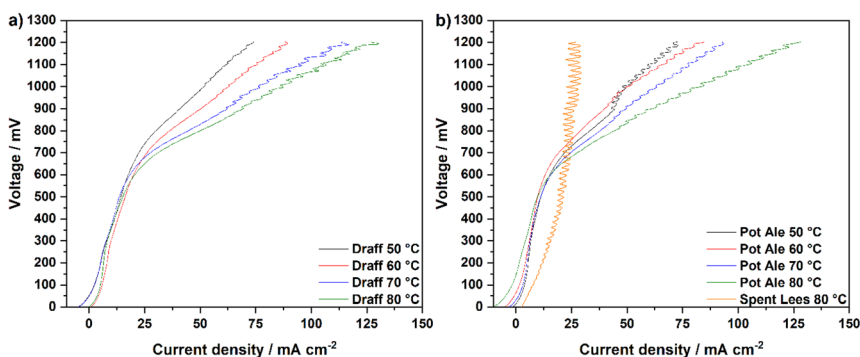 a)
1300
1200
1100
1000
900
800
700
600
500
400
300
200
100
0
Voltage / mV
0 25 50 75 100 125 150
Current density / mA cm-2
Draff 50 °C
Draff 60 °C
Draff 70 °C
Draff 80 °C
b)
1300
1200
1100
1000
900
800
700
600
500
400
300
200
100
0
Voltage / mV
0 25 50 75 100 125 150
Current density / mA cm-2
Pot Ale 50 °C
Pot Ale 60 °C
Pot Ale 70 °C
Pot Ale 80 °C
Spent Lees 80 °C